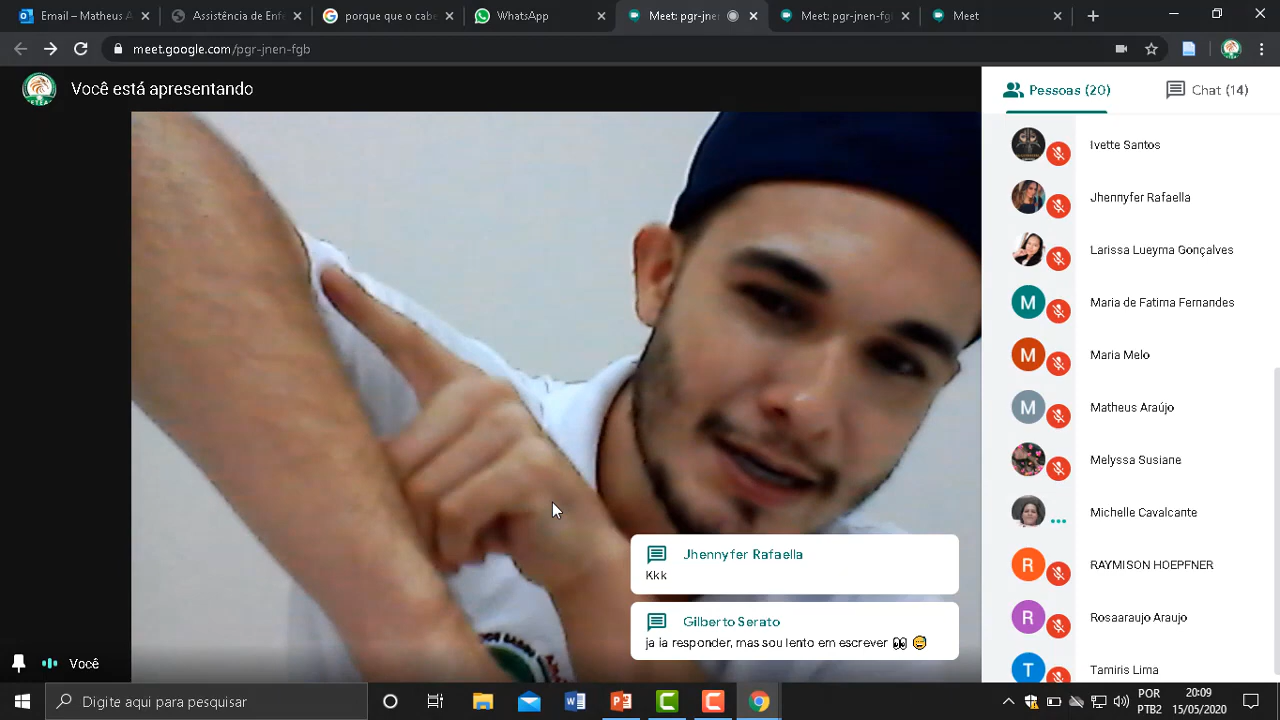 Email – Matheus A
Assistência de Enfe
porque que o cabe
WhatsApp
Meet: pgr-jner
Meet: pgr-jnen-fg
Meet
meet.google.com/pgr-jnen-fgb
Você está apresentando
Pessoas (20)
Chat (14)
Ivette Santos
Jhennyfer Rafaella
Larissa Lueyma Gonçalves
M Maria de Fatima Fernandes
M Maria Melo
M Matheus Araújo
Melyssa Susiane
Michelle Cavalcante
R RAYMISON HOEPFNER
R Rosaaraujo Araujo
T Tamiris Lima
Jhennyfer Rafaella
Kkk
Gilberto Serato
ja ia responder, mas sou lento em escrever 👀 😅
Você
Digite aqui para pesquisar
POR
PTB2
20:09
15/05/2020